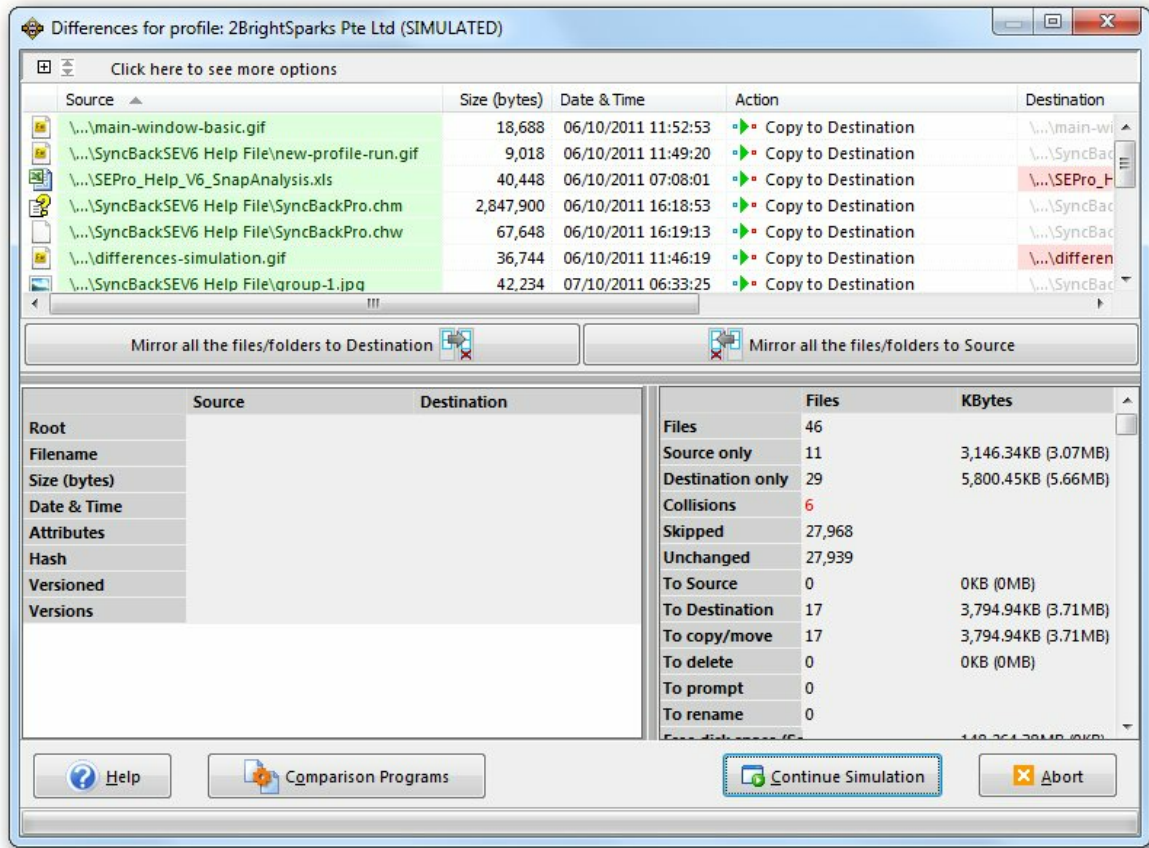 Differences for profile: 2BrightSparks Pte Ltd (SIMULATED)
Click here to see more options
Source Size (bytes) Date & Time Action Destination
\...\main-window-basic.gif 18,688 06/10/2011 11:52:53 Copy to Destination \...\main-wi
\...\SyncBackSEV6 Help File\new-profile-run.gif 9,018 06/10/2011 11:49:20 Copy to Destination \...\SyncBac
\...\SEPro_Help_V6_SnapAnalysis.xls 40,448 06/10/2011 07:08:01 Copy to Destination \...\SEPro_H
\...\SyncBackSEV6 Help File\SyncBackPro.chm 2,847,900 06/10/2011 16:18:53 Copy to Destination \...\SyncBac
\...\SyncBackSEV6 Help File\SyncBackPro.chw 67,648 06/10/2011 16:19:13 Copy to Destination \...\SyncBac
\...\differences-simulation.gif 36,744 06/10/2011 11:46:19 Copy to Destination \...\differen
\...\SyncBackSEV6 Help File\group-1.jpg 42,234 07/10/2011 06:33:25 Copy to Destination \...\SyncBac
Mirror all the files/folders to Destination Mirror all the files/folders to Source
Source Destination
Root
Filename
Size (bytes)
Date & Time
Attributes
Hash
Versioned
Versions
Files KBytes
Files 46
Source only 11 3,146.34KB (3.07MB)
Destination only 29 5,800.45KB (5.66MB)
Collisions 6
Skipped 27,968
Unchanged 27,939
To Source 0 0KB (0MB)
To Destination 17 3,794.94KB (3.71MB)
To copy/move 17 3,794.94KB (3.71MB)
To delete 0 0KB (0MB)
To prompt 0
To rename 0
Help Comparison Programs Continue Simulation Abort